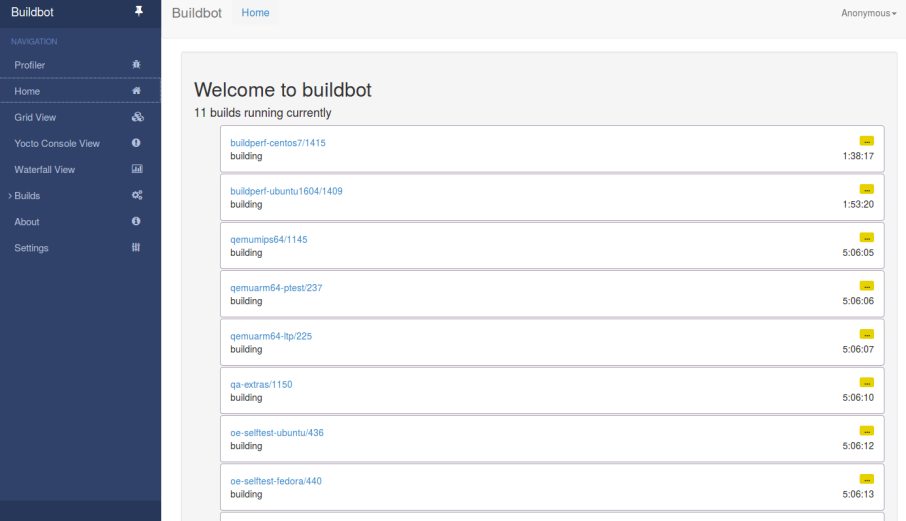 Buildbot
NAVIGATION
Profiler
Home
Grid View
Yocto Console View
Waterfall View
Builds
About
Settings
Buildbot Home Anonymous
Welcome to buildbot
11 builds running currently
buildperf-centos7/1415 ...
building 1:38:17
buildperf-ubuntu1604/1409 ...
building 1:53:20
qemumips64/1145 ...
building 5:06:05
qemuarm64-ptest/237 ...
building 5:06:06
qemuarm64-ltp/225 ...
building 5:06:07
qa-extras/1150 ...
building 5:06:10
oe-selftest-ubuntu/436 ...
building 5:06:12
oe-selftest-fedora/440 ...
building 5:06:13